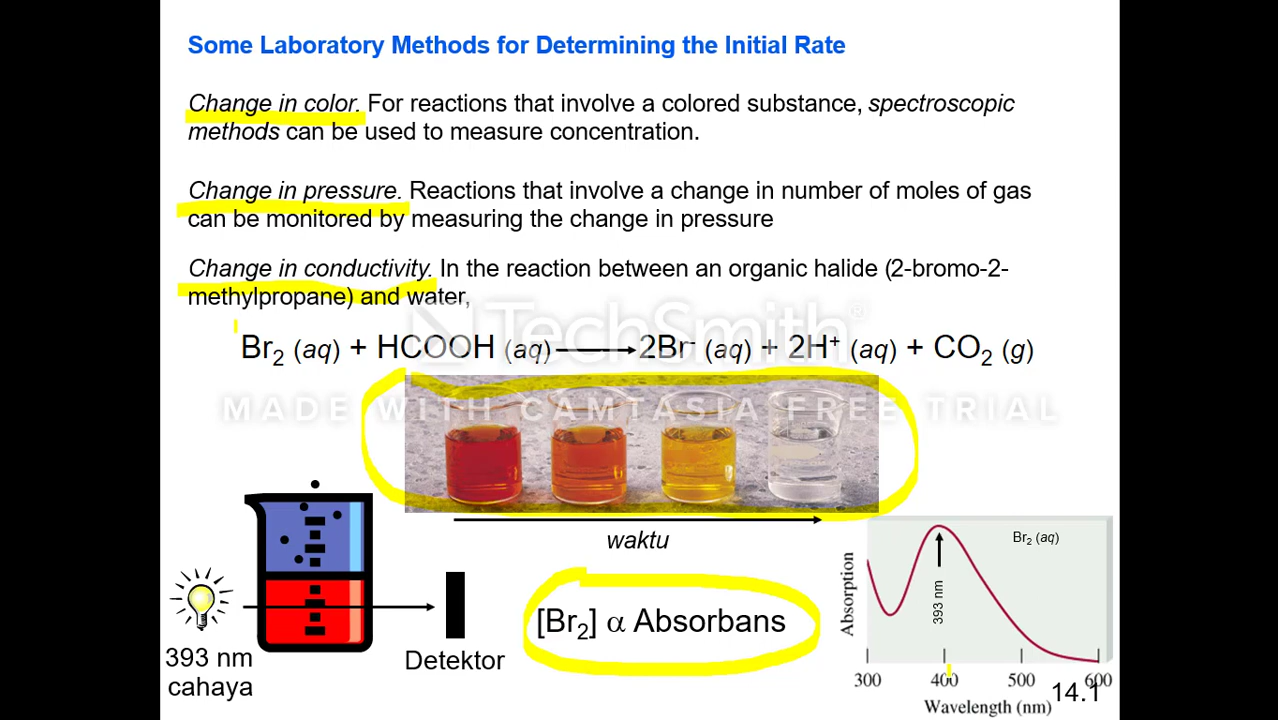 Some Laboratory Methods for Determining the Initial Rate
Change in color. For reactions that involve a colored substance, spectroscopic
methods can be used to measure concentration.
Change in pressure. Reactions that involve a change in number of moles of gas
can be monitored by measuring the change in pressure
Change in conductivity. In the reaction between an organic halide (2-bromo-2-
methylpropane) and water,
TechSmith®
Br₂ (aq) + HCOOH (aq) → 2Br⁻ (aq) + 2H⁺ (aq) + CO₂ (g)
MADE WITH CAMTASIA FREE TRIAL
waktu
393 nm
cahaya
Detektor
[Br₂] α Absorbans
Absorption
Br₂ (aq)
393 nm
300 400 500 600
Wavelength (nm)
14.1